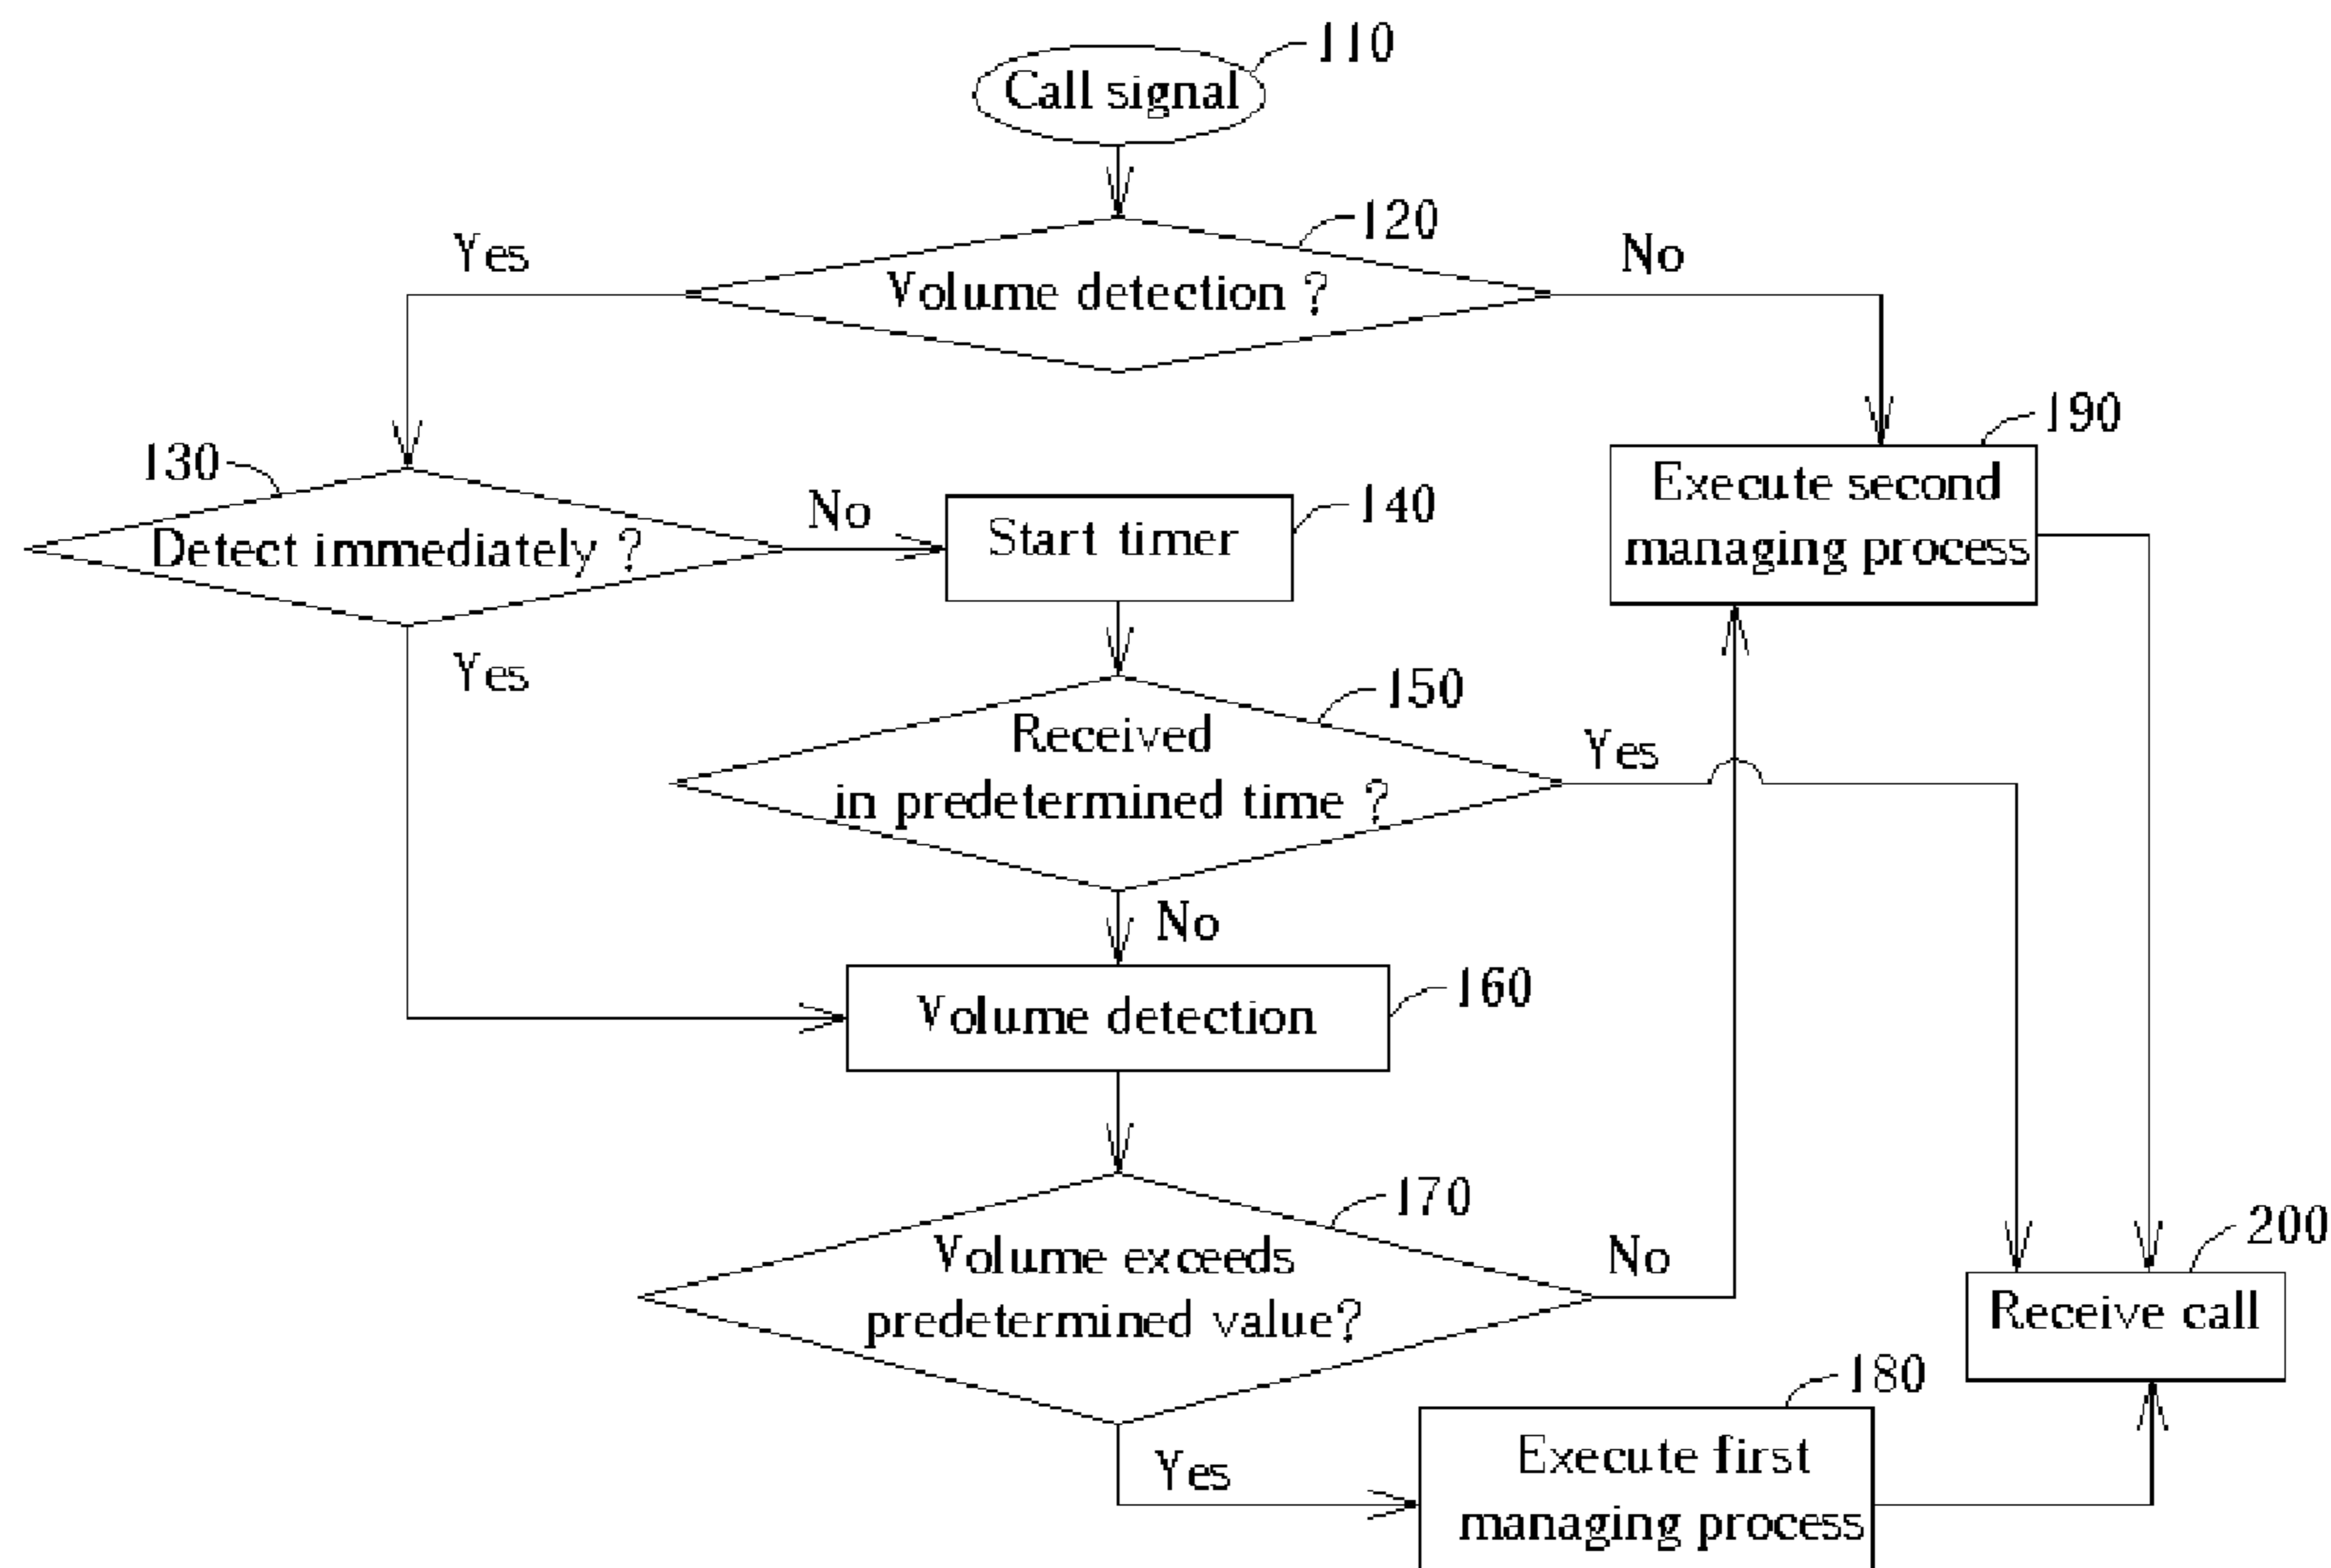 110
Call signal
120
Yes
No
Volume detection ?
190
130
Execute second
managing process
No
140
Start timer
Detect immediately ?
Yes
150
Received
in predetermined time ?
Yes
No
160
Volume detection
170
Volume exceeds
predetermined value?
No
200
Receive call
180
Yes
Execute first
managing process